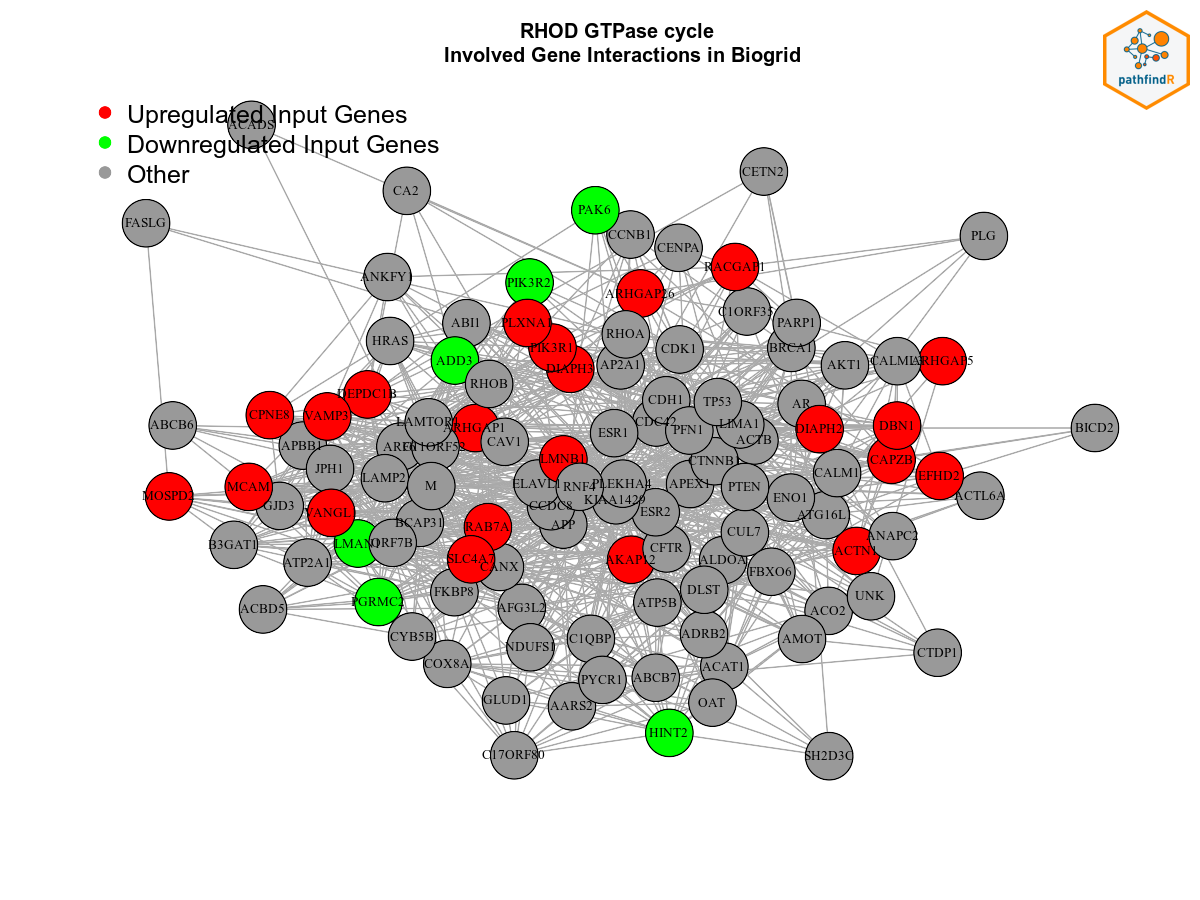 RHOD GTPase cycle
Involved Gene Interactions in Biogrid
pathfindR
Upregulated Input Genes
Downregulated Input Genes
Other
ACADS
CETN2
CA2
PAK6
FASLG
CCNB1
PLG
CENPA
RACGAP1
ANKFY1
PIK3R2
ARHGAP26
C1ORF35
ABI1
PLXNA1
PARP1
RHOA
HRAS
PIK3R1
CDK1
BRCA1
ADD3
DIAPH3
AP2A1
AKT1
ARHGAP5
RHOB
DEPDC1B
CDH1
TP53
AR
CPNE8
VAMP3
LAMTOR1
ARHGAP1
CDC42
LIMA1
ABCB6
DIAPH2
DBN1
BICD2
ESR1
PFN1
ACTB
APBB1
CAV1
LMNB1
CTNNB1
CAPZB
JPH1
LAMP2
CALM1
EFHD2
MCAM
M
ELAVL1
RNF4
PLEKHA4
APEX1
PTEN
MOSPD1
KIAA1429
ENO1
ACTL6A
GJD3
CCDC8
VANGL1
ESR2
ATG16L1
BCAP31
RAB7A
APP
CUL7
ANAPC2
B3GAT1
LMAN1
ORF7B
CFTR
ACTN1
ATP2A1
SLC4A7
CANX
AKAP12
ALDOA
FBXO6
FKBP8
DLST
UNK
PGRMC2
ACBD5
AFG3L2
ATP5B
ACO2
CYB5B
NDUFS1
C1QBP
ADRB2
AMOT
CTDP1
COX8A
ACAT1
PYCR1
ABCB7
GLUD1
AARS2
OAT
HINT2
C17ORF80
SH2D3C